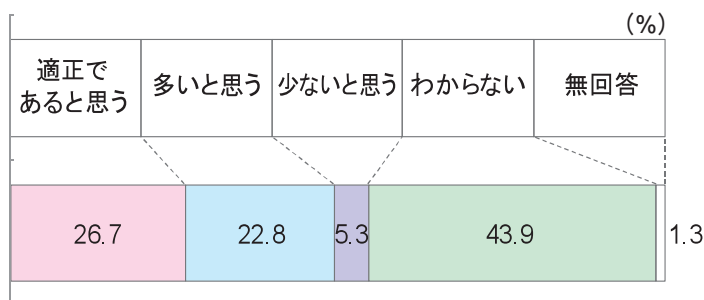 (%)
適正で
あると思う
多いと思う
少ないと思う
わからない
無回答
26.7
22.8
5.3
43.9
1.3